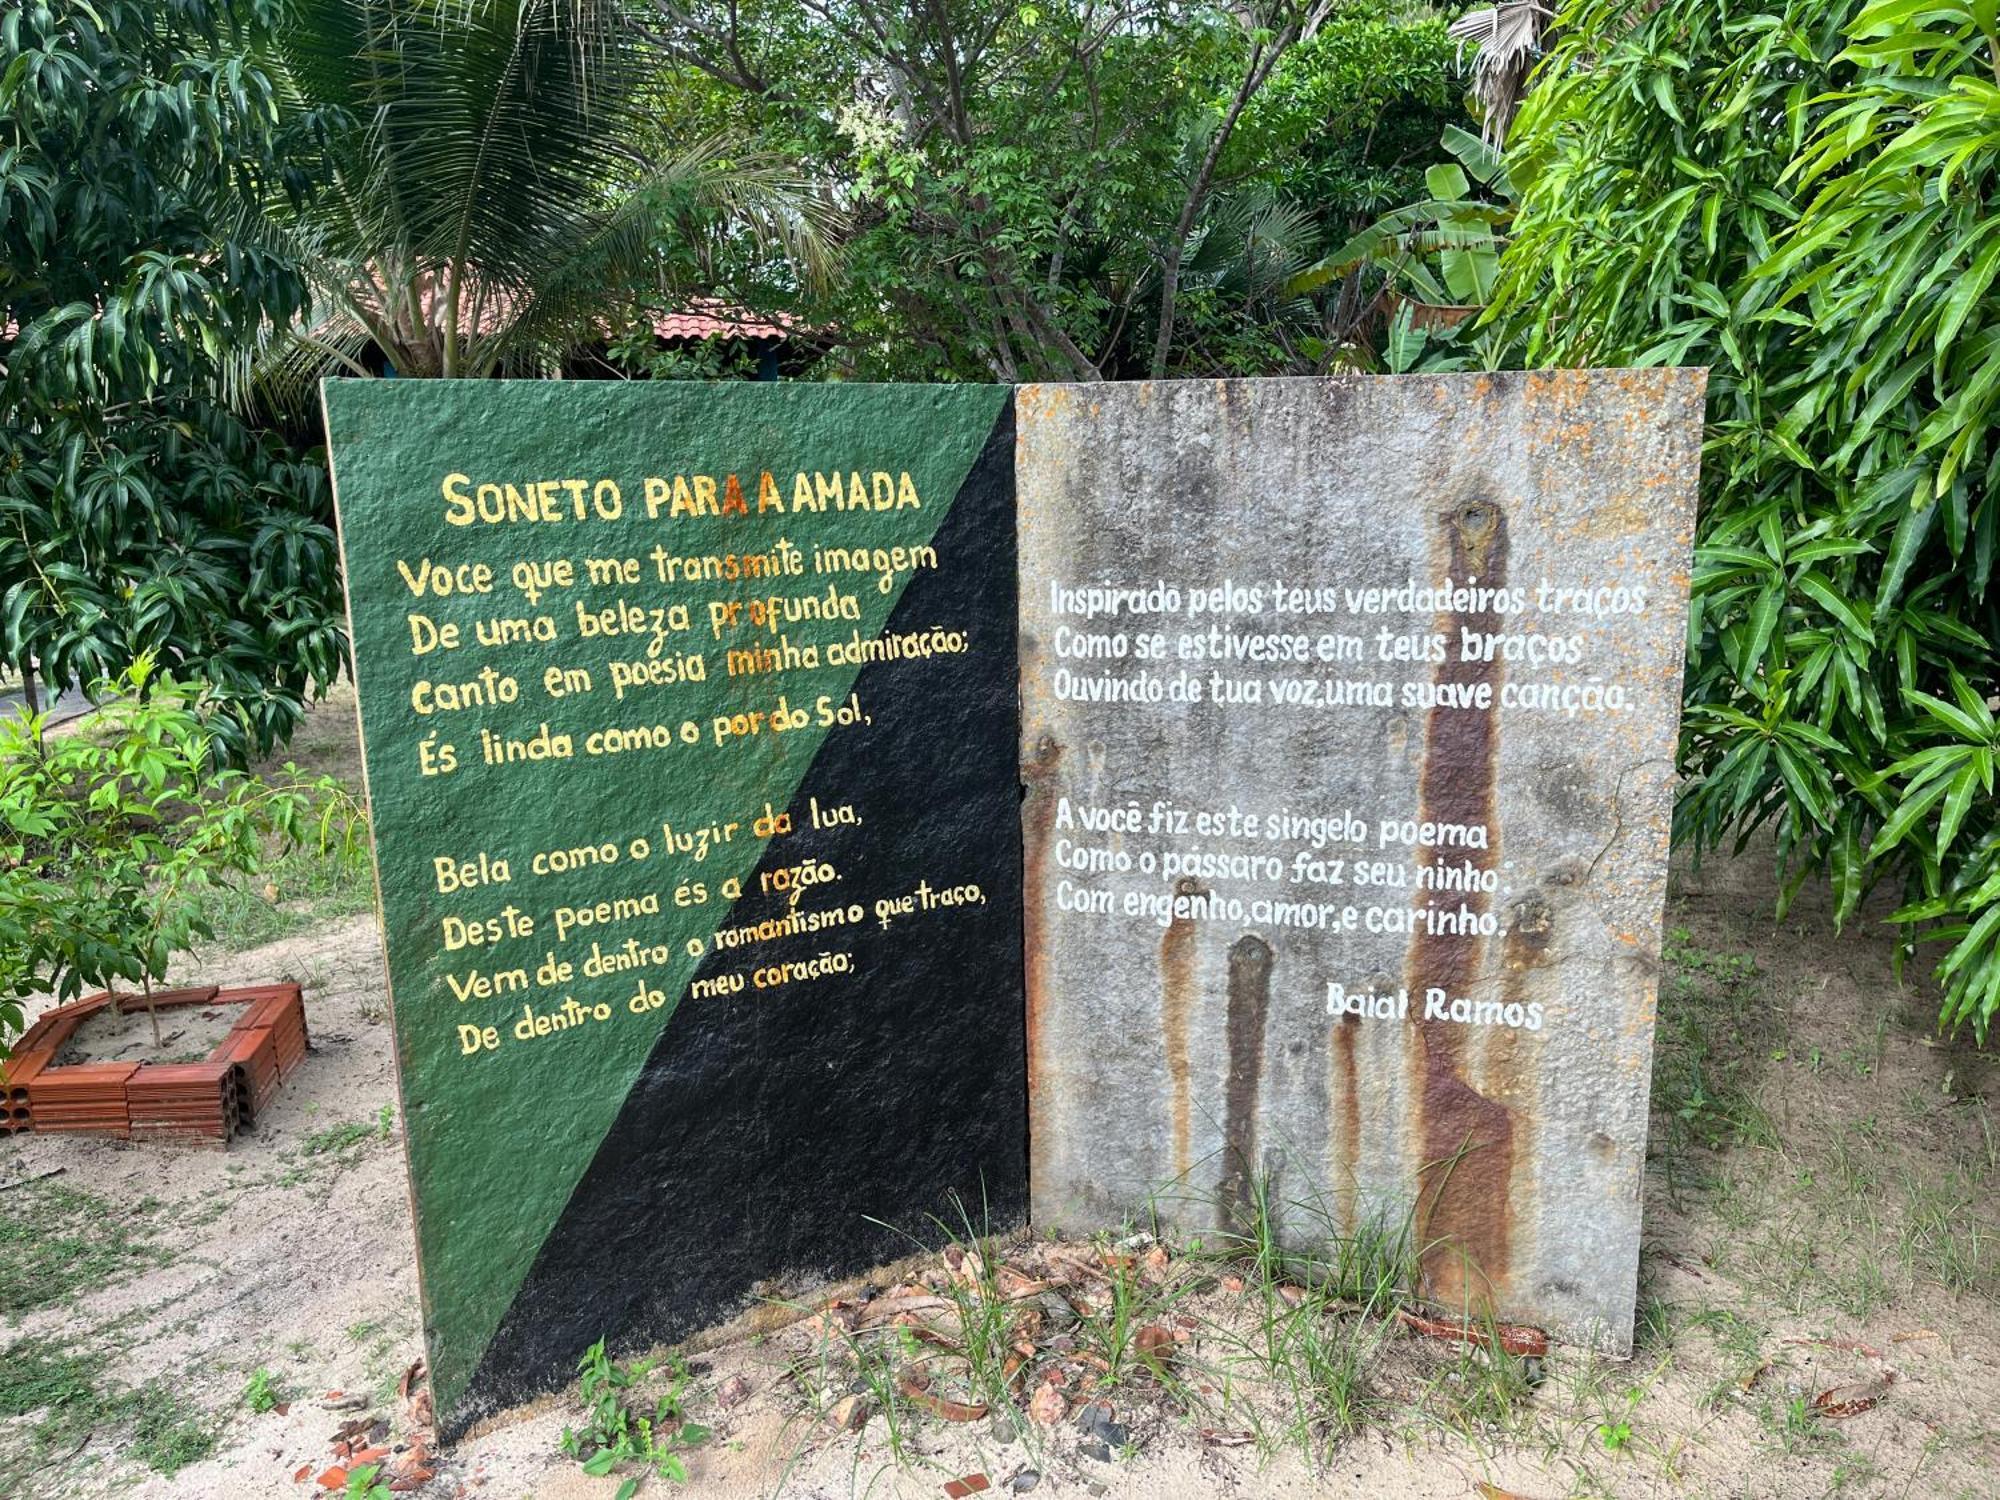 SONETO PARA A AMADA
Voce que me transmite imagem
De uma beleza profunda
canto em poesia minha admiração;
És linda como o por do Sol,
Bela como o luzir da lua,
Deste poema és a razão.
Vem de dentro o romantismo que traço,
De dentro do meu coração;
Inspirado pelos teus verdadeiros traços
Como se estivesse em teus braços
Ouvindo de tua voz, uma suave canção.
A você fiz este singelo poema
Como o pássaro faz seu ninho:
Com engenho, amor, e carinho.
Baial Ramos